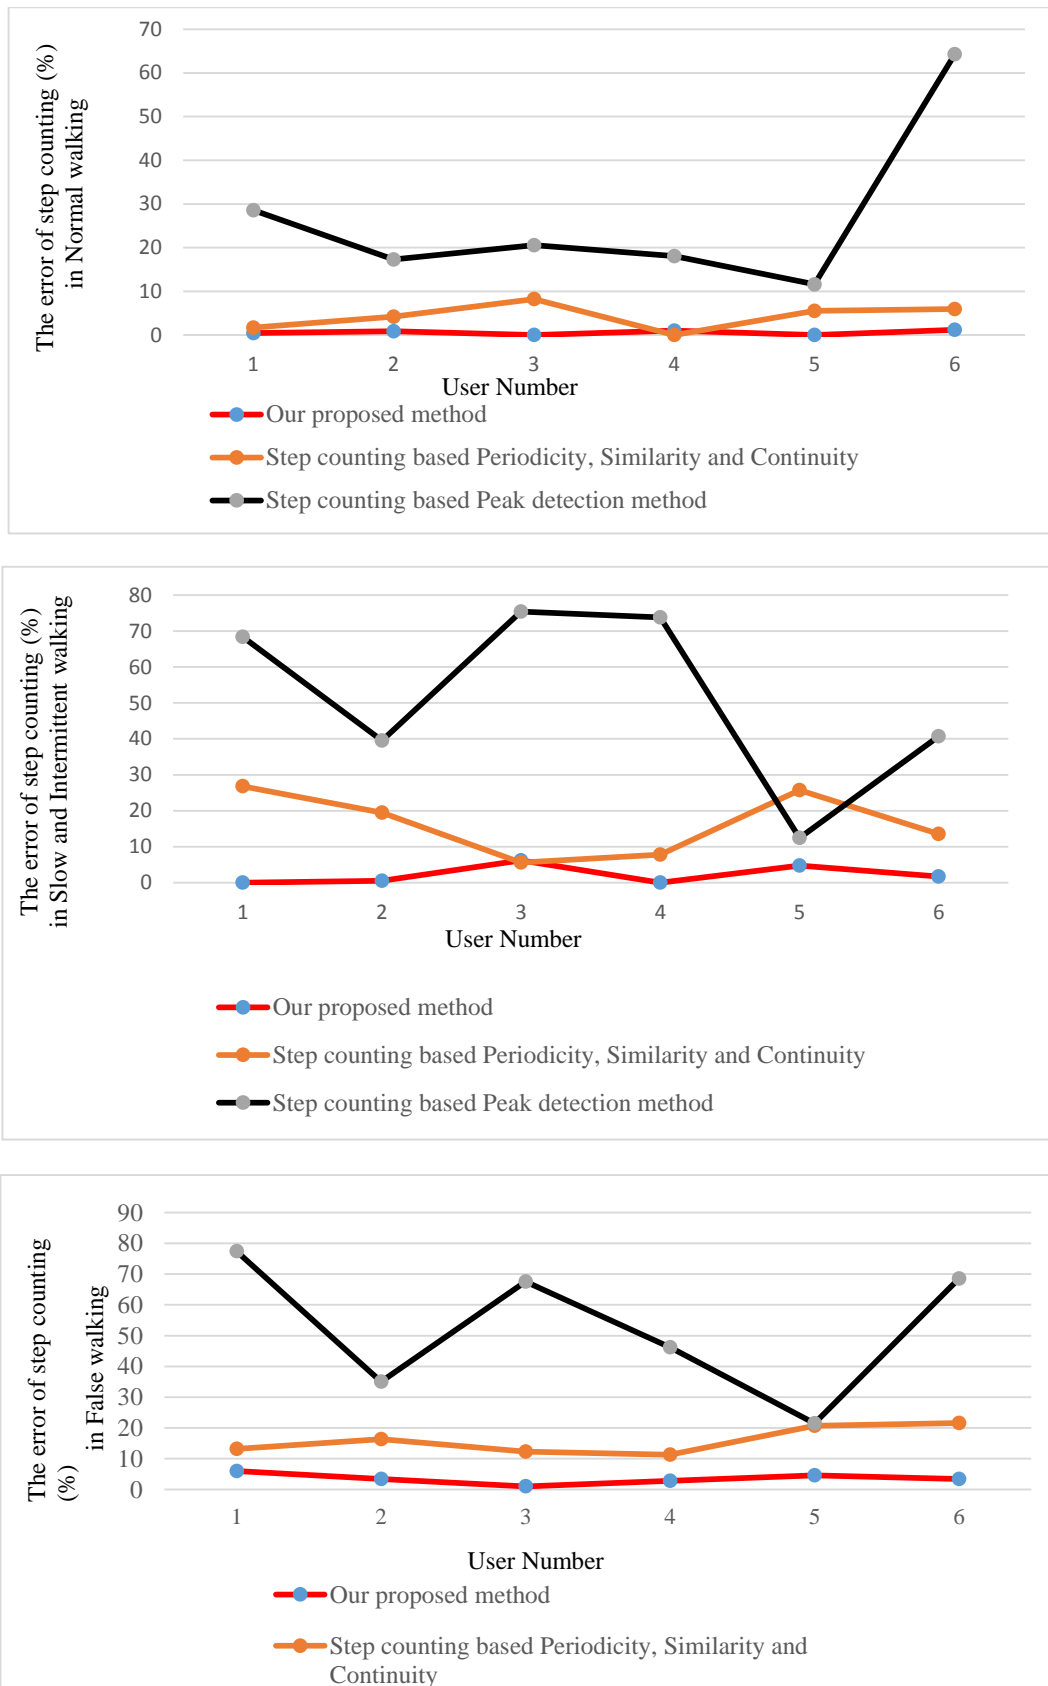 The error of step counting (%)
in Normal walking
70
60
50
40
30
20
10
0
1 2 3 4 5 6
User Number
Our proposed method
Step counting based Periodicity, Similarity and Continuity
Step counting based Peak detection method
The error of step counting (%)
in Slow and Intermittent walking
80
70
60
50
40
30
20
10
0
1 2 3 4 5 6
User Number
Our proposed method
Step counting based Periodicity, Similarity and Continuity
Step counting based Peak detection method
The error of step counting
(%)
in False walking
90
80
70
60
50
40
30
20
10
0
1 2 3 4 5 6
User Number
Our proposed method
Step counting based Periodicity, Similarity and
Continuity